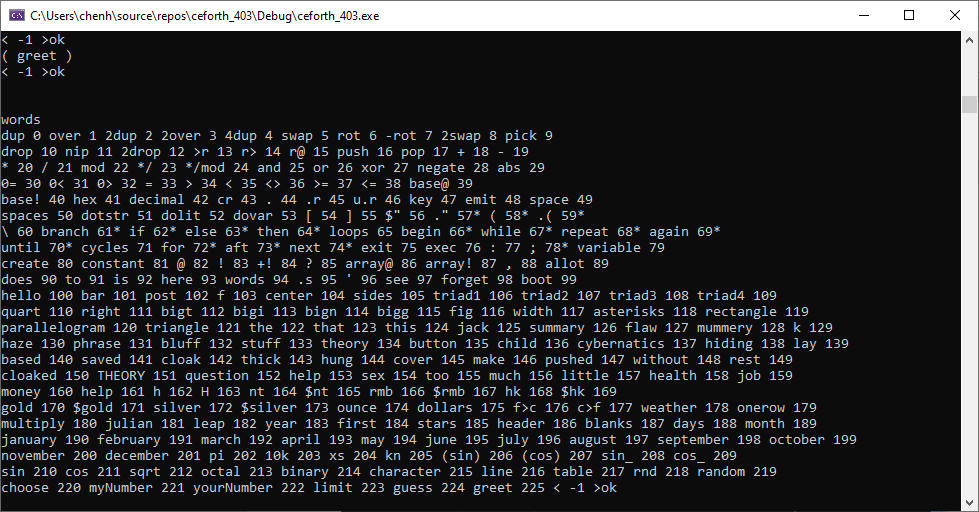 C:\Users\chenh\source\repos\ceforth_403\Debug\ceforth_403.exe
< -1 >ok
( greet )
< -1 >ok
words
dup 0 over 1 2dup 2 2over 3 4dup 4 swap 5 rot 6 -rot 7 2swap 8 pick 9
drop 10 nip 11 2drop 12 >r 13 r> 14 r@ 15 push 16 pop 17 + 18 - 19
* 20 / 21 mod 22 */ 23 */mod 24 and 25 or 26 xor 27 negate 28 abs 29
0= 30 0< 31 0> 32 = 33 > 34 < 35 <> 36 >= 37 <= 38 base@ 39
base! 40 hex 41 decimal 42 cr 43 . 44 .r 45 u.r 46 key 47 emit 48 space 49
spaces 50 dotstr 51 dolit 52 dovar 53 [ 54 ] 55 $" 56 ." 57* ( 58* .( 59*
\ 60 branch 61* if 62* else 63* then 64* loops 65 begin 66* while 67* repeat 68* again 69*
until 70* cycles 71 for 72* aft 73* next 74* exit 75 exec 76 : 77 ; 78* variable 79
create 80 constant 81 @ 82 ! 83 +! 84 ? 85 array@ 86 array! 87 , 88 allot 89
does 90 to 91 is 92 here 93 words 94 .s 95 ' 96 see 97 forget 98 boot 99
hello 100 bar 101 post 102 f 103 center 104 sides 105 triad1 106 triad2 107 triad3 108 triad4 109
quart 110 right 111 bigt 112 bigi 113 bign 114 bigg 115 fig 116 width 117 asterisks 118 rectangle 119
parallelogram 120 triangle 121 the 122 that 123 this 124 jack 125 summary 126 flaw 127 mummery 128 k 129
haze 130 phrase 131 bluff 132 stuff 133 theory 134 button 135 child 136 cybernatics 137 hiding 138 lay 139
based 140 saved 141 cloak 142 thick 143 hung 144 cover 145 make 146 pushed 147 without 148 rest 149
cloaked 150 THEORY 151 question 152 help 153 sex 154 too 155 much 156 little 157 health 158 job 159
money 160 help 161 h 162 H 163 nt 164 $nt 165 rmb 166 $rmb 167 hk 168 $hk 169
gold 170 $gold 171 silver 172 $silver 173 ounce 174 dollars 175 f>c 176 c>f 177 weather 178 onerow 179
multiply 180 julian 181 leap 182 year 183 first 184 stars 185 header 186 blanks 187 days 188 month 189
january 190 february 191 march 192 april 193 may 194 june 195 july 196 august 197 september 198 october 199
november 200 december 201 pi 202 10k 203 xs 204 kn 205 (sin) 206 (cos) 207 sin_ 208 cos_ 209
sin 210 cos 211 sqrt 212 octal 213 binary 214 character 215 line 216 table 217 rnd 218 random 219
choose 220 myNumber 221 yourNumber 222 limit 223 guess 224 greet 225 < -1 >ok